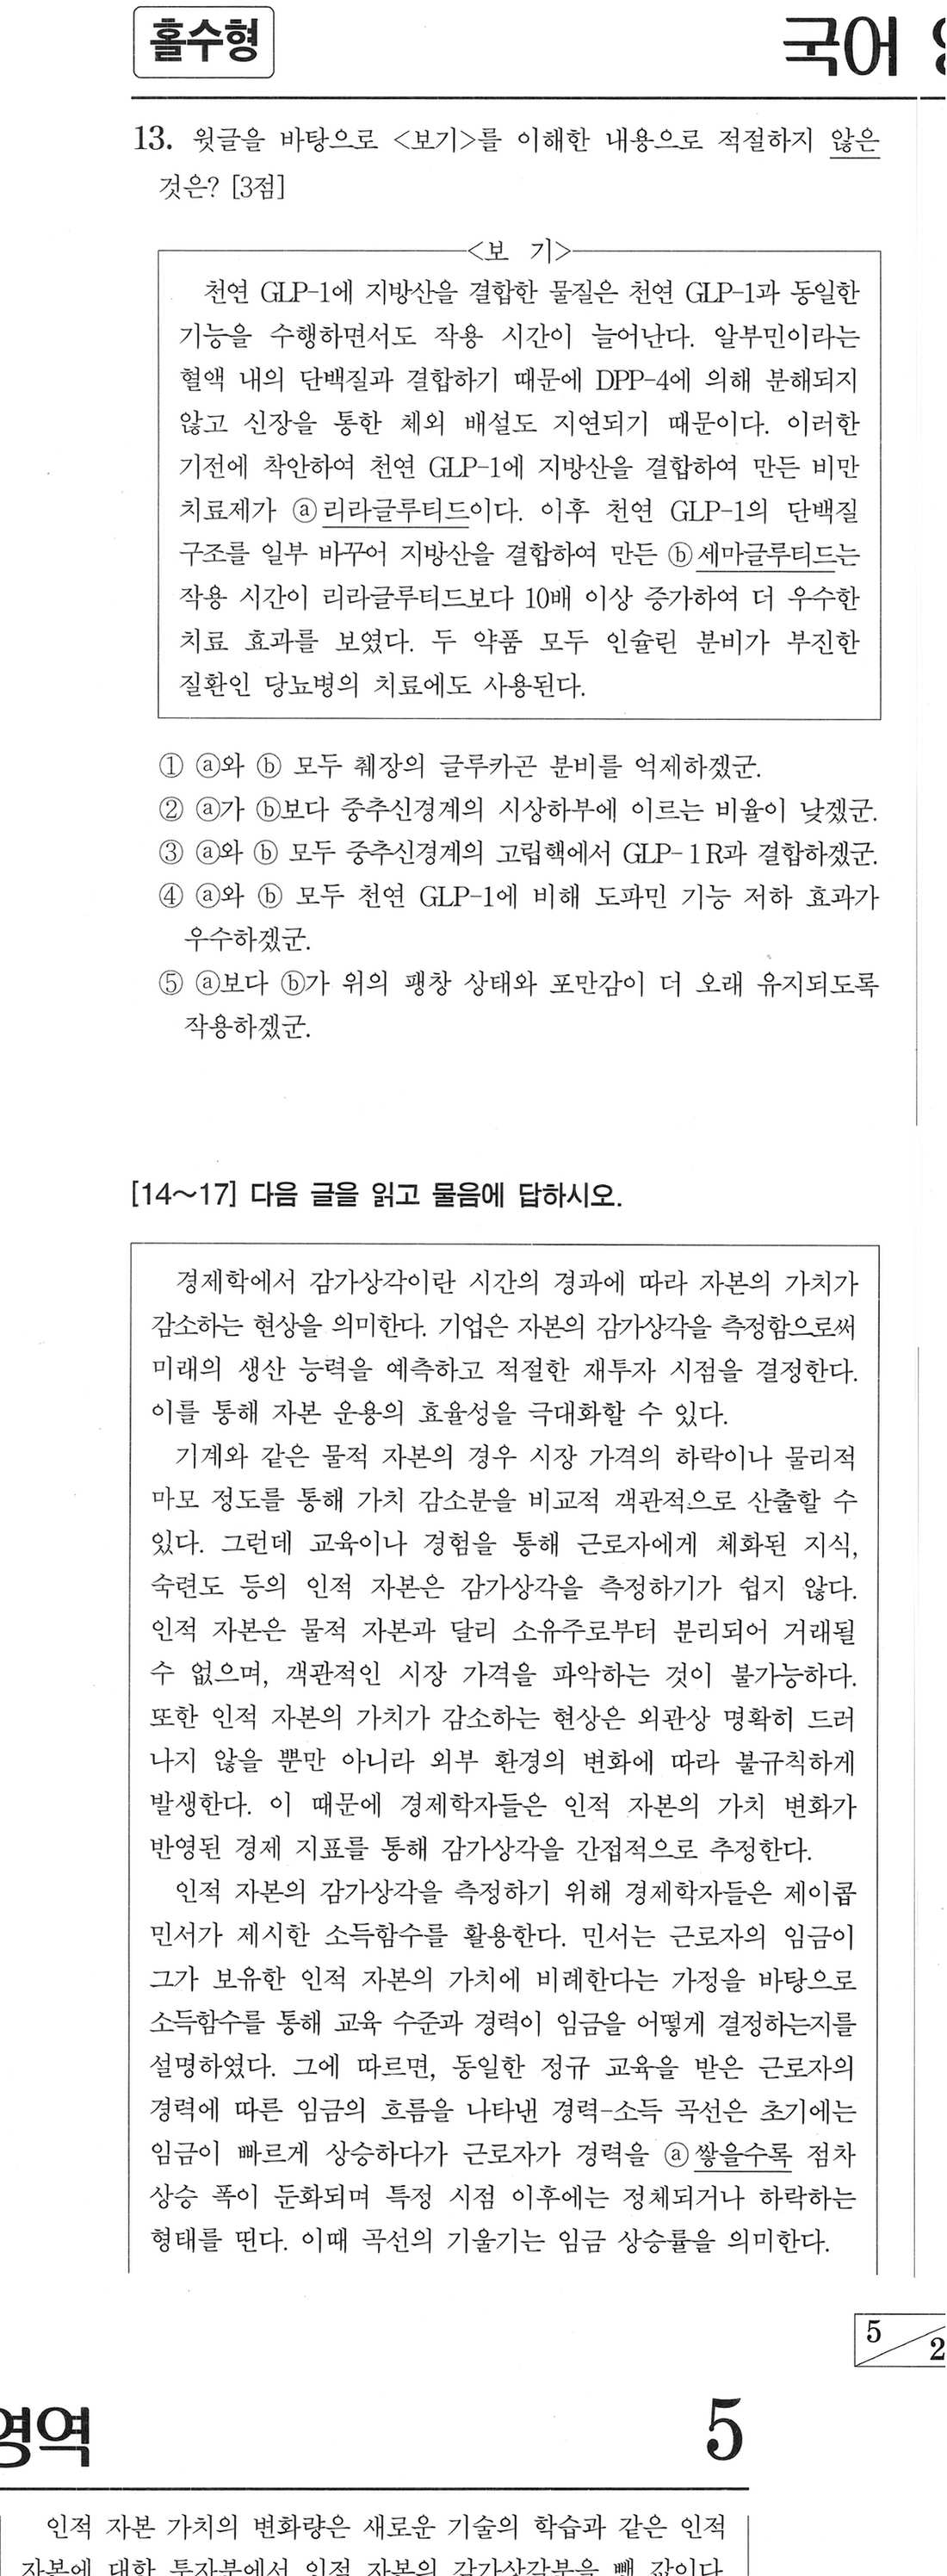 홀수형
국어
13. 윗글을 바탕으로 <보기>를 이해한 내용으로 적절하지 않은
것은? [3점]
<보 기>
천연 GLP-1에 지방산을 결합한 물질은 천연 GLP-1과 동일한
기능을 수행하면서도 작용 시간이 늘어난다. 알부민이라는
혈액 내의 단백질과 결합하기 때문에 DPP-4에 의해 분해되지
않고 신장을 통한 체외 배설도 지연되기 때문이다. 이러한
기전에 착안하여 천연 GLP-1에 지방산을 결합하여 만든 비만
치료제가 ⓐ리라글루티드이다. 이후 천연 GLP-1의 단백질
구조를 일부 바꾸어 지방산을 결합하여 만든 ⓑ세마글루티드는
작용 시간이 리라글루티드보다 10배 이상 증가하여 더 우수한
치료 효과를 보였다. 두 약품 모두 인슐린 분비가 부진한
질환인 당뇨병의 치료에도 사용된다.
① ⓐ와 ⓑ 모두 췌장의 글루카곤 분비를 억제하겠군.
② ⓐ가 ⓑ보다 중추신경계의 시상하부에 이르는 비율이 낮겠군.
③ ⓐ와 ⓑ 모두 중추신경계의 고립핵에서 GLP-1R과 결합하겠군.
④ ⓐ와 ⓑ 모두 천연 GLP-1에 비해 도파민 기능 저하 효과가
우수하겠군.
⑤ ⓐ보다 ⓑ가 위의 팽창 상태와 포만감이 더 오래 유지되도록
작용하겠군.
[14～17] 다음 글을 읽고 물음에 답하시오.
경제학에서 감가상각이란 시간의 경과에 따라 자본의 가치가
감소하는 현상을 의미한다. 기업은 자본의 감가상각을 측정함으로써
미래의 생산 능력을 예측하고 적절한 재투자 시점을 결정한다.
이를 통해 자본 운용의 효율성을 극대화할 수 있다.
기계와 같은 물적 자본의 경우 시장 가격의 하락이나 물리적
마모 정도를 통해 가치 감소분을 비교적 객관적으로 산출할 수
있다. 그런데 교육이나 경험을 통해 근로자에게 체화된 지식,
숙련도 등의 인적 자본은 감가상각을 측정하기가 쉽지 않다.
인적 자본은 물적 자본과 달리 소유주로부터 분리되어 거래될
수 없으며, 객관적인 시장 가격을 파악하는 것이 불가능하다.
또한 인적 자본의 가치가 감소하는 현상은 외관상 명확히 드러
나지 않을 뿐만 아니라 외부 환경의 변화에 따라 불규칙하게
발생한다. 이 때문에 경제학자들은 인적 자본의 가치 변화가
반영된 경제 지표를 통해 감가상각을 간접적으로 추정한다.
인적 자본의 감가상각을 측정하기 위해 경제학자들은 제이콥
민서가 제시한 소득함수를 활용한다. 민서는 근로자의 임금이
그가 보유한 인적 자본의 가치에 비례한다는 가정을 바탕으로
소득함수를 통해 교육 수준과 경력이 임금을 어떻게 결정하는지를
설명하였다. 그에 따르면, 동일한 정규 교육을 받은 근로자의
경력에 따른 임금의 흐름을 나타낸 경력-소득 곡선은 초기에는
임금이 빠르게 상승하다가 근로자가 경력을 ⓐ쌓을수록 점차
상승 폭이 둔화되며 특정 시점 이후에는 정체되거나 하락하는
형태를 띤다. 이때 곡선의 기울기는 임금 상승률을 의미한다.
5
2
영역
5
인적 자본 가치의 변화량은 새로운 기술의 학습과 같은 인적
자본에 대한 투자분에서 인적 자본의 감가상각분을 뺀 값이다